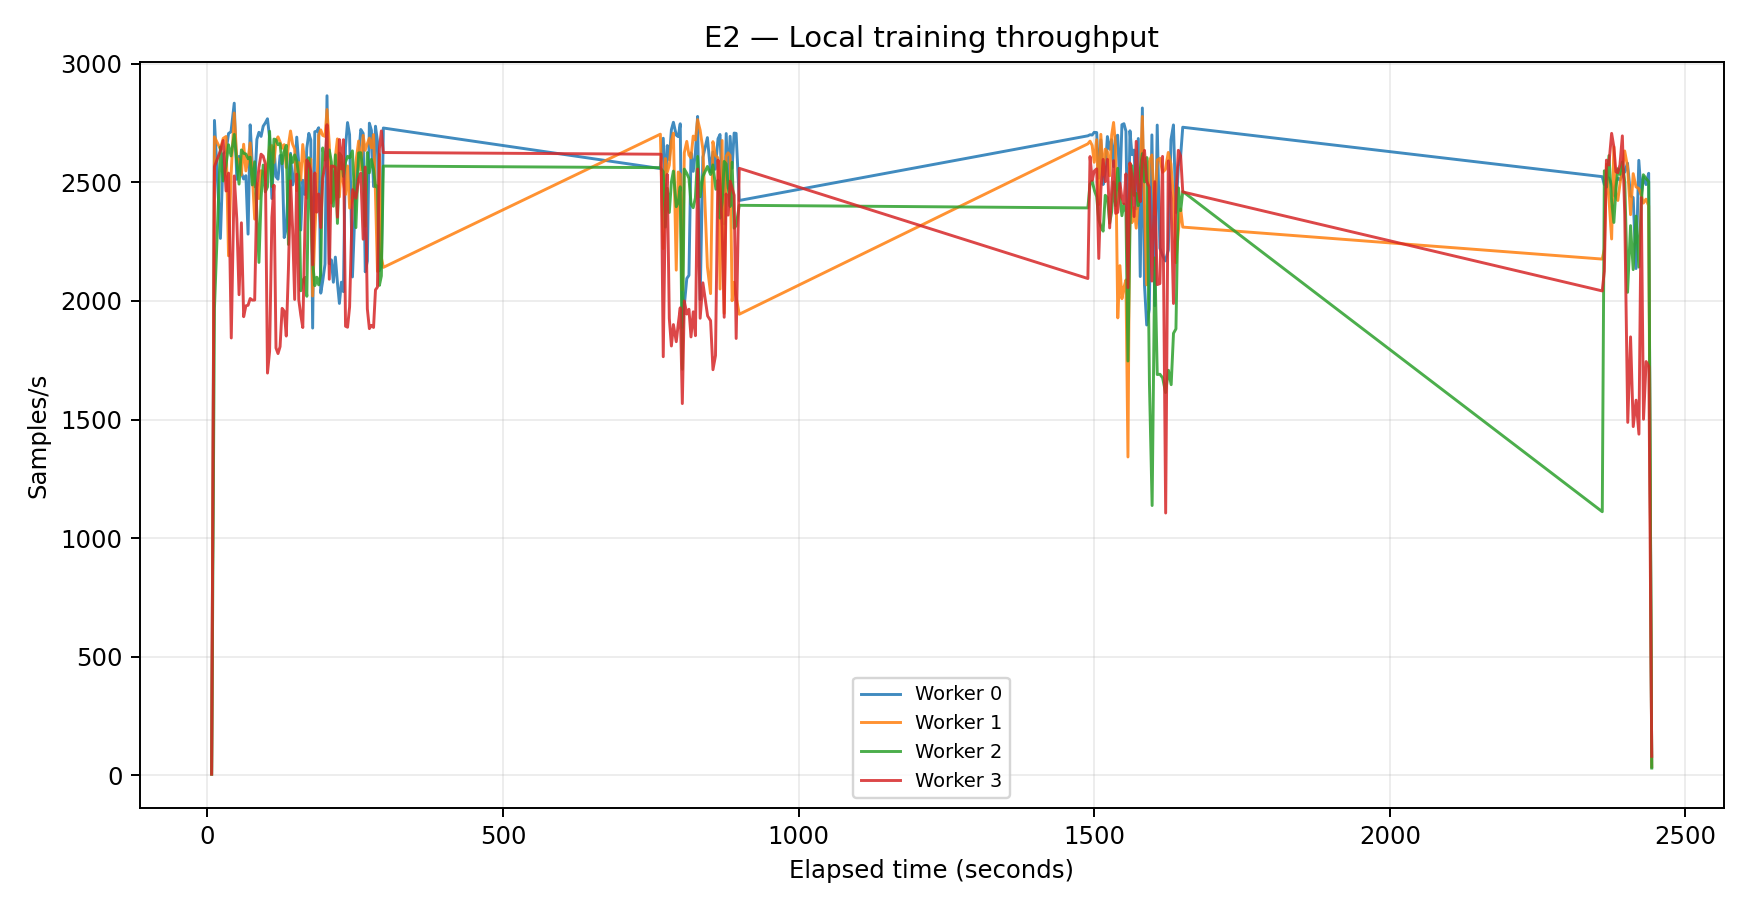 E2 — Local training throughput
3000
2500
2000
1500
1000
500
0
Samples/s
0 500 1000 1500 2000 2500
Elapsed time (seconds)
Worker 0
Worker 1
Worker 2
Worker 3